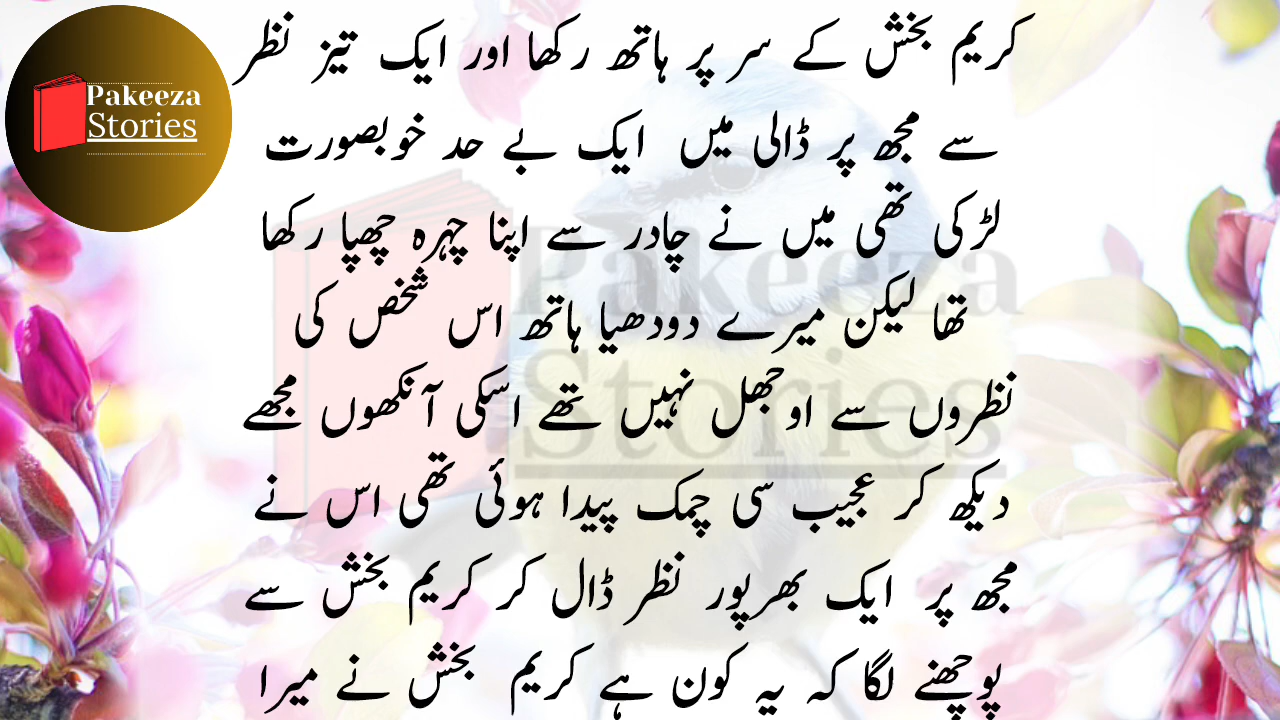 Pakeeza
Stories
کریم بخش کے سر پر ہاتھ رکھا اور ایک تیز نظر
سے مجھ پر ڈالی میں ایک بے حد خوبصورت
لڑکی تھی میں نے چادر سے اپنا چہرہ چھپا رکھا
تھا لیکن میرے دودھیا ہاتھ اس شخص کی
نظروں سے اوجھل نہیں تھے اسکی آنکھوں مجھے
دیکھ کر عجیب سی چمک پیدا ہوئی تھی اس نے
مجھ پر ایک بھرپور نظر ڈال کر کریم بخش سے
پوچھنے لگا کہ یہ کون ہے کریم بخش نے میرا
Pakeeza
Stories